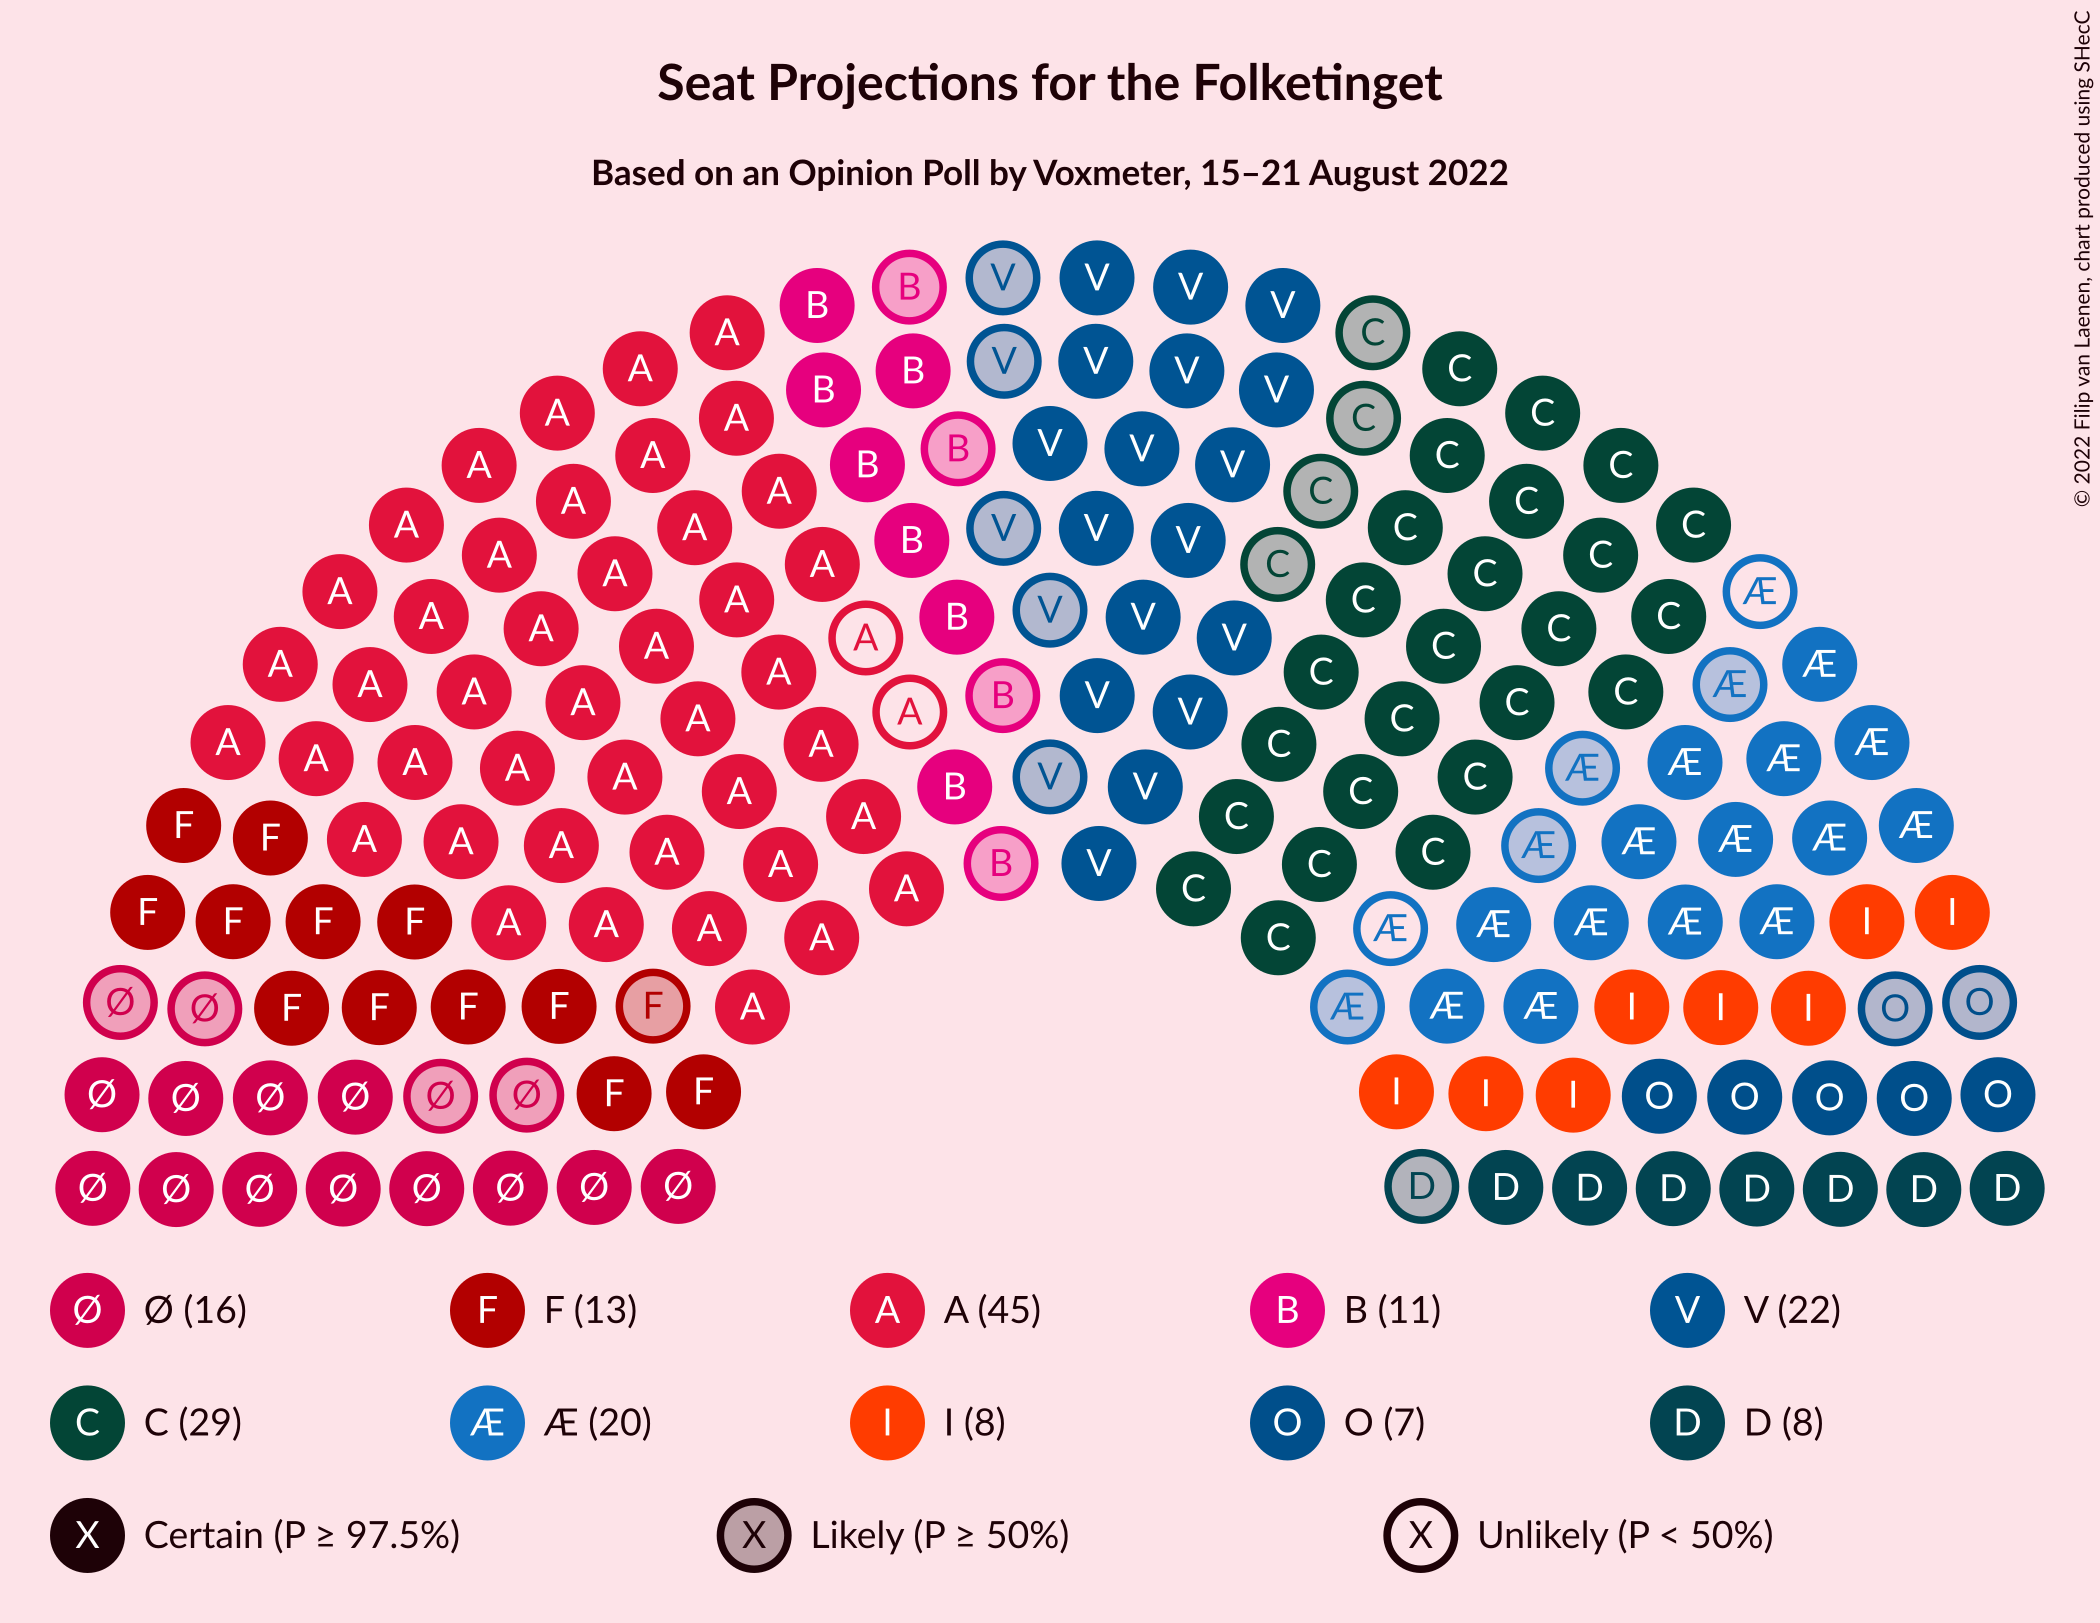 Seat Projections for the Folketinget
Based on an Opinion Poll by Voxmeter, 15–21 August 2022
© 2022 Filip van Laenen, chart produced using SHecC
B B V V V V C
A A B B V V V V C C C
A A A B B V V V C C C
A A A A B V V V C C C C
A A A A A B V V V C C C C Æ
A A A A A A B V V C C C C Æ Æ
A A A A A A B V V C C C Æ Æ Æ Æ
F F A A A A A A B V C C C Æ Æ Æ Æ Æ
F F F F A A A A C Æ Æ Æ Æ Æ I I
Ø Ø F F F F F A Æ Æ Æ I I I O O
Ø Ø Ø Ø Ø Ø F F I I I O O O O O
Ø Ø Ø Ø Ø Ø Ø Ø D D D D D D D D
Ø Ø (16) F F (13) A A (45) B B (11) V V (22)
C C (29) Æ Æ (20) I I (8) O O (7) D D (8)
X Certain (P ≥ 97.5%) X Likely (P ≥ 50%) X Unlikely (P < 50%)